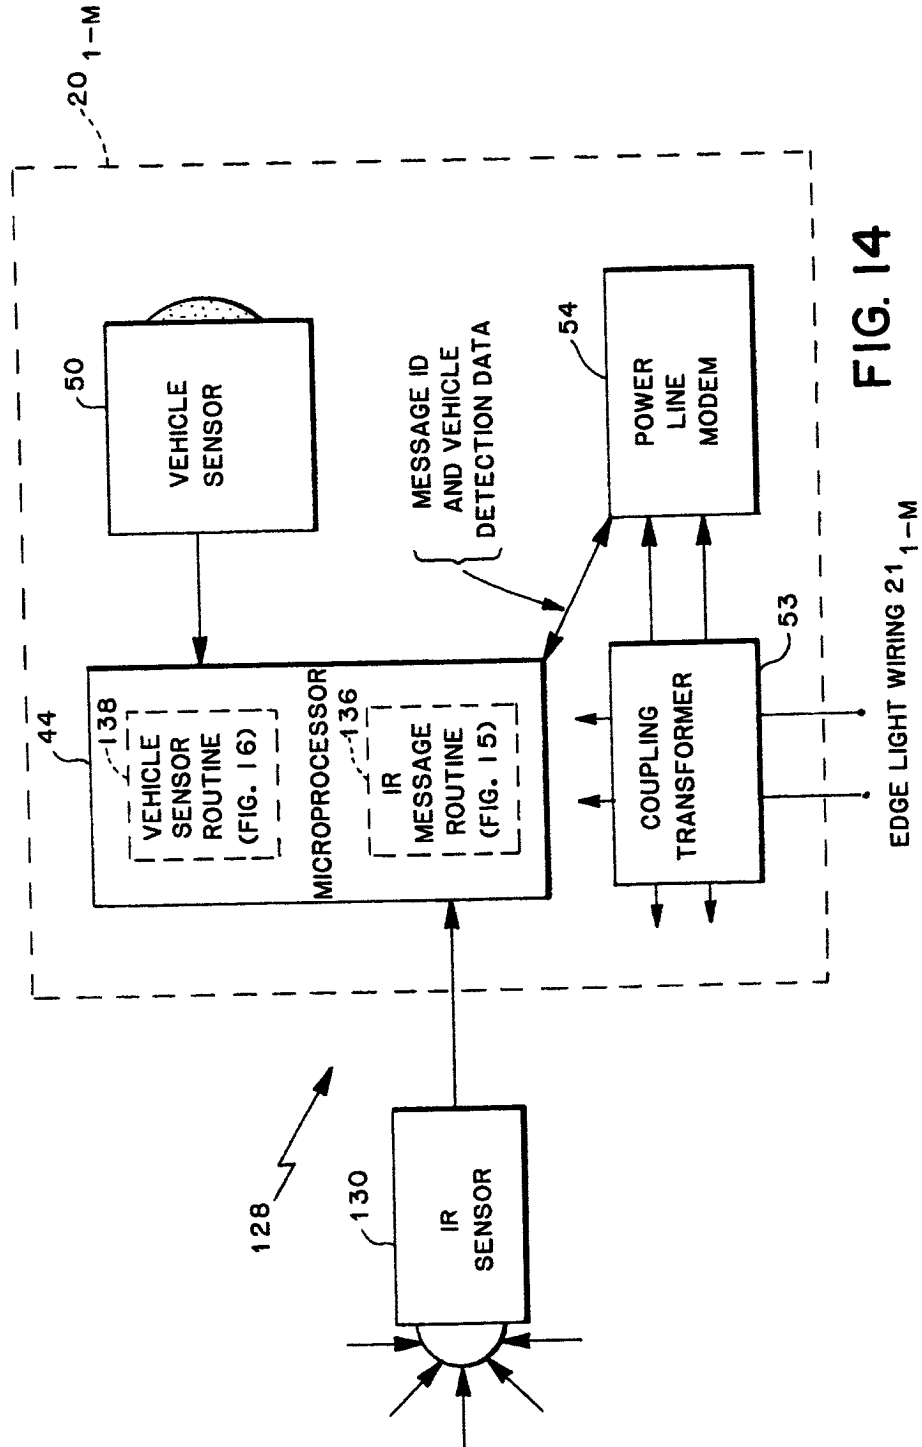 20 1-M
50
VEHICLE
SENSOR
44
138
VEHICLE
SENSOR
ROUTINE
(FIG. 16)
MICROPROCESSOR
136
IR
MESSAGE
ROUTINE
(FIG. 15)
MESSAGE ID
AND VEHICLE
DETECTION DATA
54
POWER
LINE
MODEM
53
COUPLING
TRANSFORMER
128
130
IR
SENSOR
EDGE LIGHT WIRING 21 1-M
FIG. 14